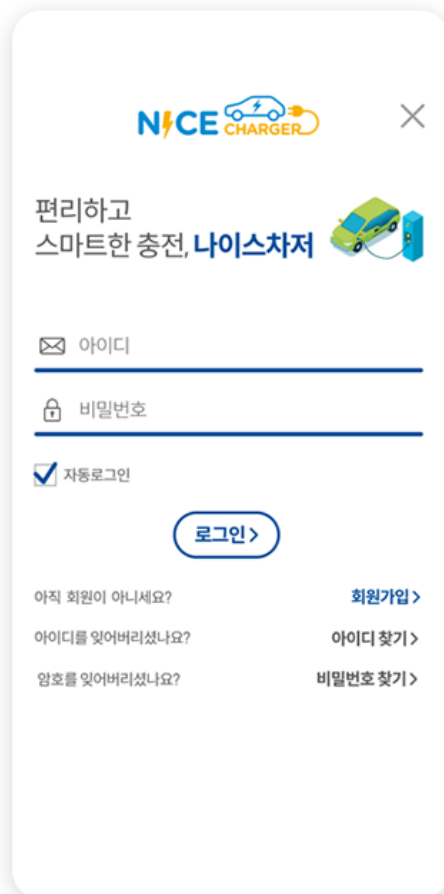 NICE CHARGER
편리하고
스마트한 충전, 나이스차저
아이디
비밀번호
자동로그인
로그인 >
아직 회원이 아니세요? 회원가입 >
아이디를 잊어버리셨나요? 아이디 찾기 >
암호를 잊어버리셨나요? 비밀번호 찾기 >